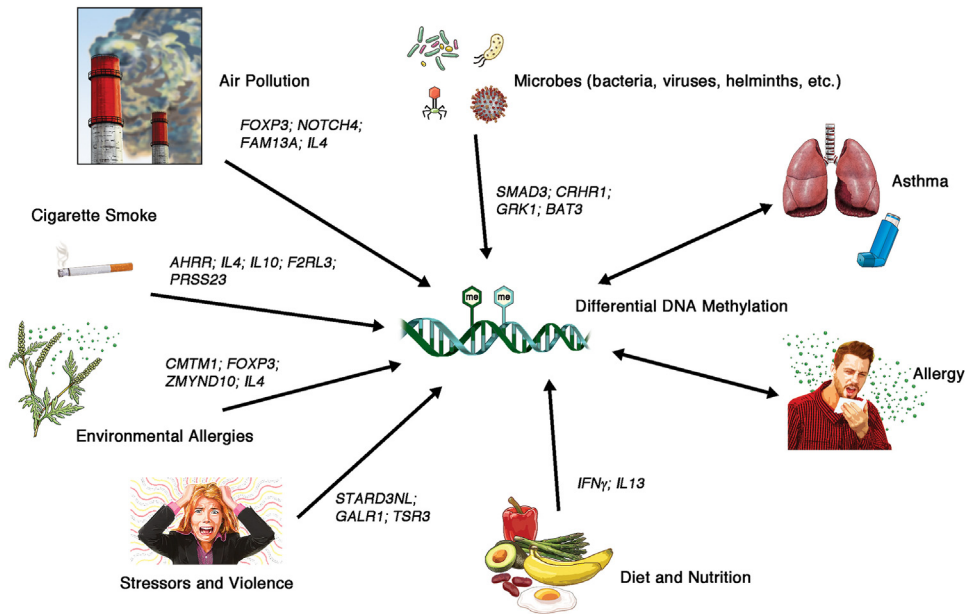 Air Pollution
FOXP3; NOTCH4;
FAM13A; IL4
Microbes (bacteria, viruses, helminths, etc.)
SMAD3; CRHR1;
GRK1; BAT3
Asthma
Cigarette Smoke
AHRR; IL4; IL10; F2RL3;
PRSS23
me
me
Differential DNA Methylation
CMTM1; FOXP3;
ZMYND10; IL4
Environmental Allergies
Allergy
STARD3NL;
GALR1; TSR3
Stressors and Violence
IFNγ; IL13
Diet and Nutrition